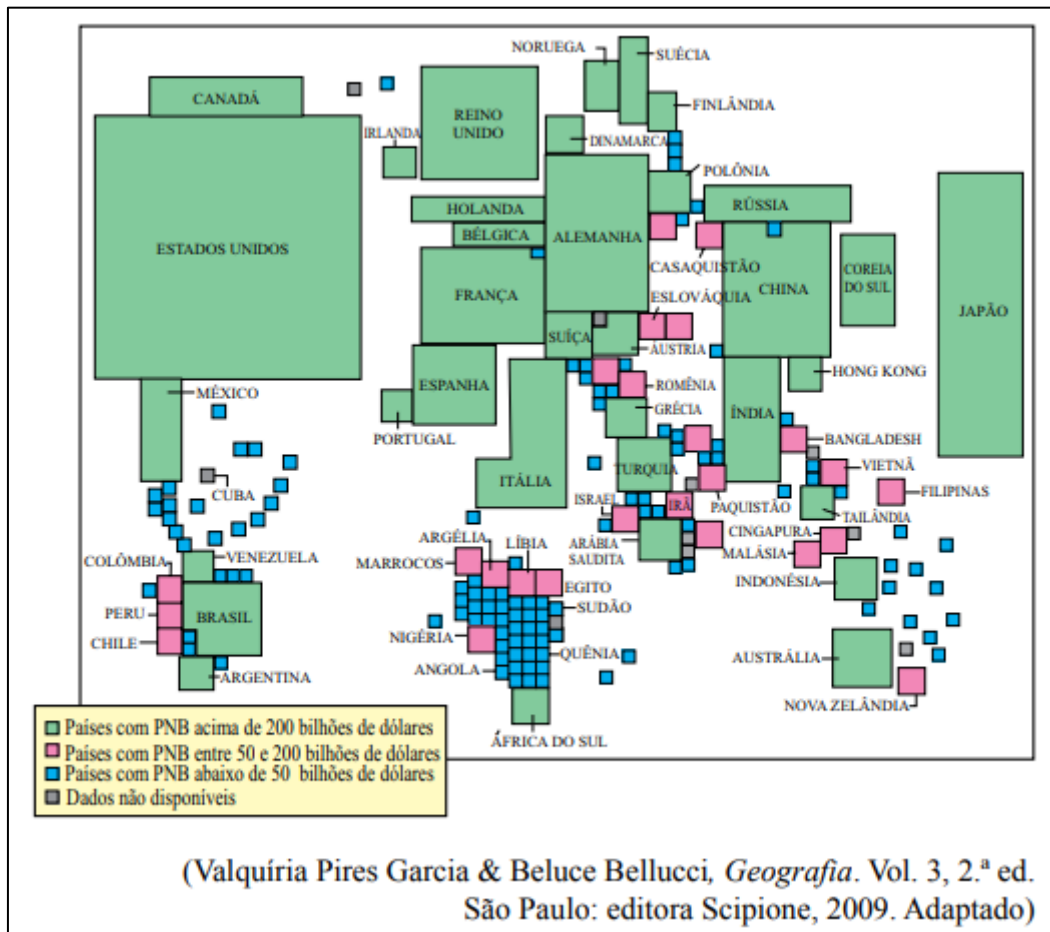 NORUEGA
SUÉCIA
CANADÁ
REINO
UNIDO
FINLÂNDIA
IRLANDA
DINAMARCA
POLÔNIA
RÚSSIA
HOLANDA
ESTADOS UNIDOS
BÉLGICA
ALEMANHA
CASAQUISTÃO
COREIA
DO SUL
FRANÇA
ESLOVÁQUIA
CHINA
JAPÃO
SUÍÇA
ÁUSTRIA
MÉXICO
ESPANHA
ROMÊNIA
HONG KONG
GRÉCIA
ÍNDIA
PORTUGAL
BANGLADESH
TURQUIA
VIETNÃ
ITÁLIA
CUBA
PAQUISTÃO
FILIPINAS
ISRAEL
IRÃ
TAILÂNDIA
CINGAPURA
ARGÉLIA
LÍBIA
ARÁBIA
SAUDITA
MALÁSIA
COLÔMBIA
VENEZUELA
MARROCOS
EGITO
INDONÉSIA
PERU
BRASIL
SUDÃO
NIGÉRIA
CHILE
QUÊNIA
AUSTRÁLIA
ANGOLA
ARGENTINA
NOVA ZELÂNDIA
ÁFRICA DO SUL
Países com PNB acima de 200 bilhões de dólares
Países com PNB entre 50 e 200 bilhões de dólares
Países com PNB abaixo de 50 bilhões de dólares
Dados não disponíveis
(Valquíria Pires Garcia & Beluce Bellucci, Geografia. Vol. 3, 2.ª ed.
São Paulo: editora Scipione, 2009. Adaptado)